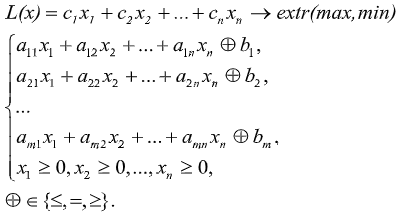 L(x) = c₁x₁ + c₂x₂ + ... + cₙxₙ → extr(max,min)
a₁₁x₁ + a₁₂x₂ + ... + a₁ₙxₙ ⊕ b₁,
a₂₁x₁ + a₂₂x₂ + ... + a₂ₙxₙ ⊕ b₂,
...
aₘ₁x₁ + aₘ₂x₂ + ... + aₘₙxₙ ⊕ bₘ,
x₁ ≥ 0, x₂ ≥ 0,..., xₙ ≥ 0,
⊕ ∈ {≤,=,≥}.